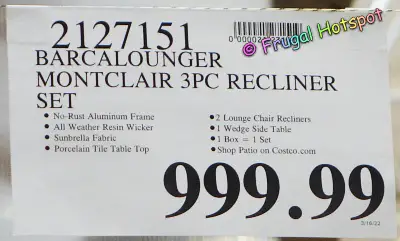 2127151
© Frugal Hotspot
BARCALOUNGER
MONTCLAIR 3PC RECLINER
SET
• No-Rust Aluminum Frame
• All Weather Resin Wicker
• Sunbrella Fabric
• Porcelain Tile Table Top
• 2 Lounge Chair Recliners
• 1 Wedge Side Table
• 1 Box = 1 Set
• Shop Patio on Costco.com
999.99
3/16/22